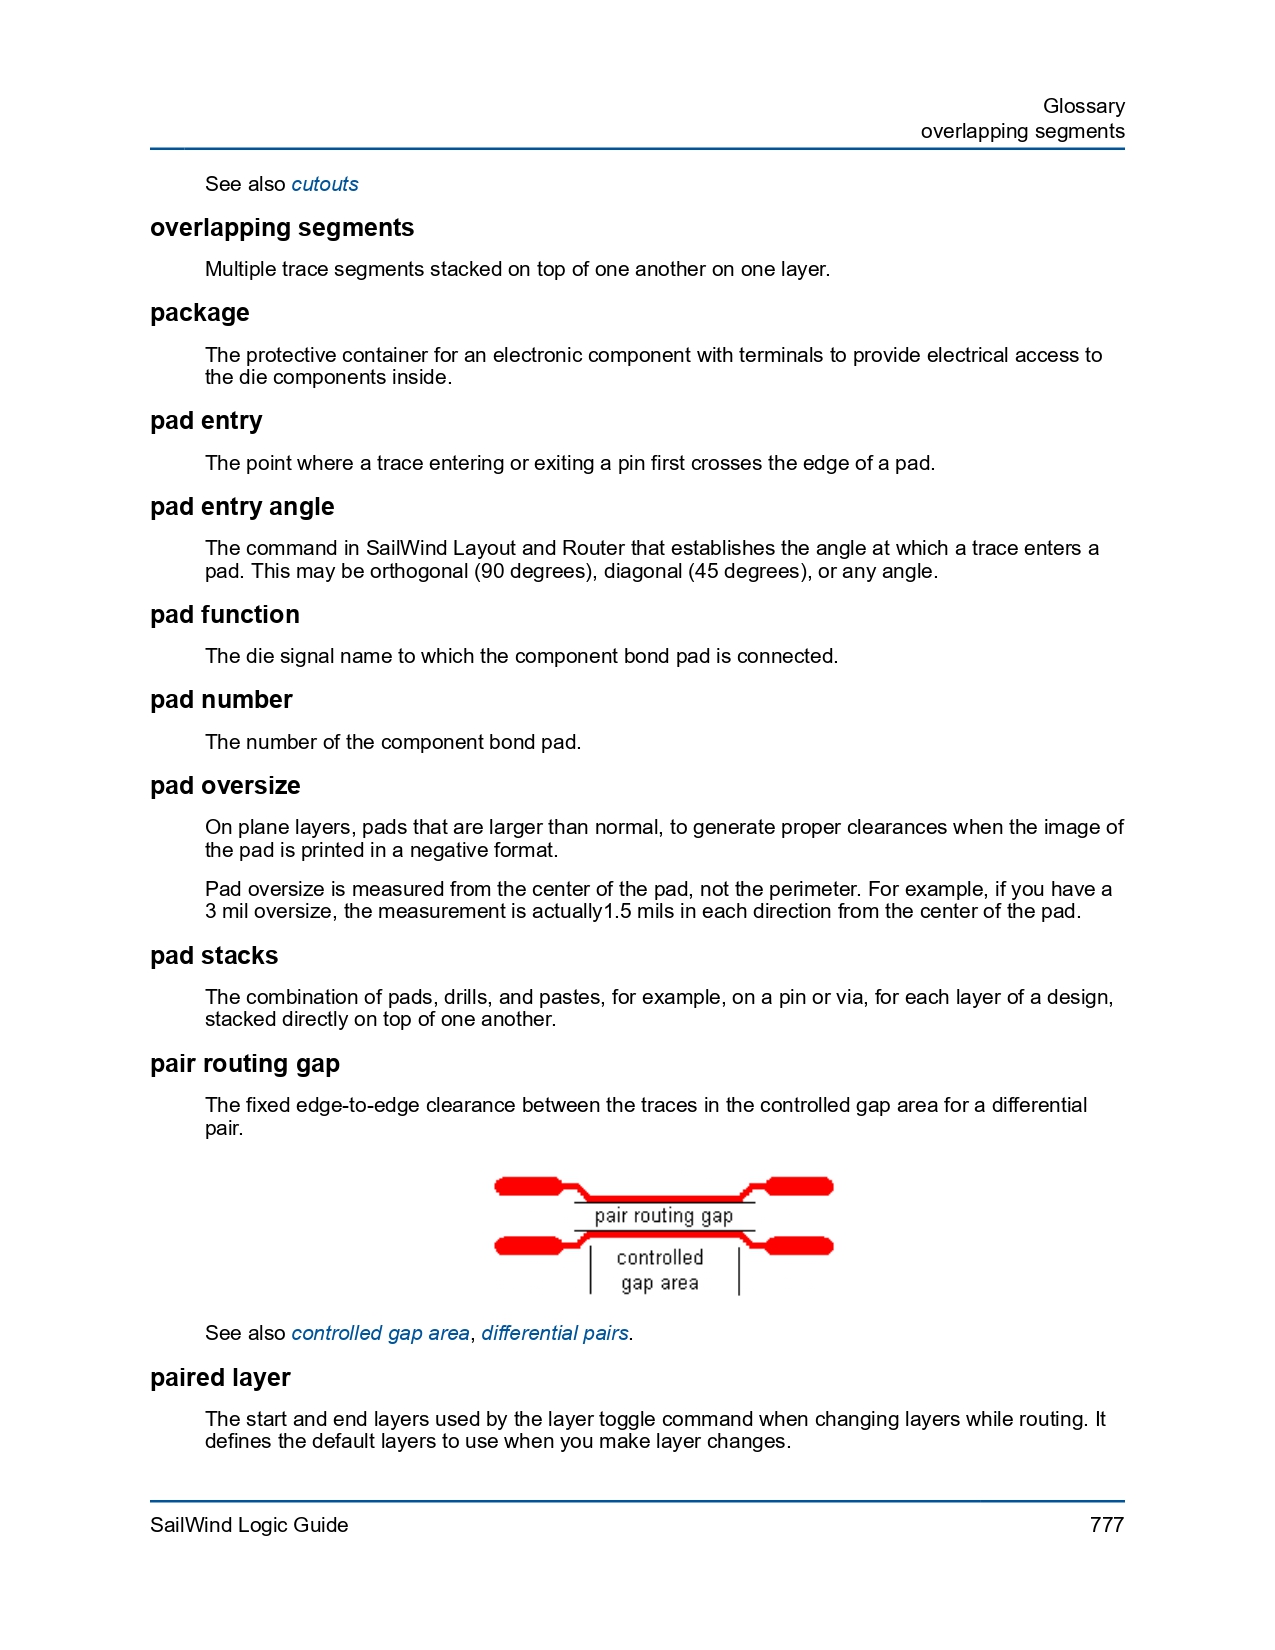 Glossary
overlapping segments
See also cutouts
overlapping segments
Multiple trace segments stacked on top of one another on one layer.
package
The protective container for an electronic component with terminals to provide electrical access to
the die components inside.
pad entry
The point where a trace entering or exiting a pin first crosses the edge of a pad.
pad entry angle
The command in SailWind Layout and Router that establishes the angle at which a trace enters a
pad. This may be orthogonal (90 degrees), diagonal (45 degrees), or any angle.
pad function
The die signal name to which the component bond pad is connected.
pad number
The number of the component bond pad.
pad oversize
On plane layers, pads that are larger than normal, to generate proper clearances when the image of
the pad is printed in a negative format.
Pad oversize is measured from the center of the pad, not the perimeter. For example, if you have a
3 mil oversize, the measurement is actually1.5 mils in each direction from the center of the pad.
pad stacks
The combination of pads, drills, and pastes, for example, on a pin or via, for each layer of a design,
stacked directly on top of one another.
pair routing gap
The fixed edge-to-edge clearance between the traces in the controlled gap area for a differential
pair.
pair routing gap
controlled
gap area
See also controlled gap area, differential pairs.
paired layer
The start and end layers used by the layer toggle command when changing layers while routing. It
defines the default layers to use when you make layer changes.
SailWind Logic Guide
777